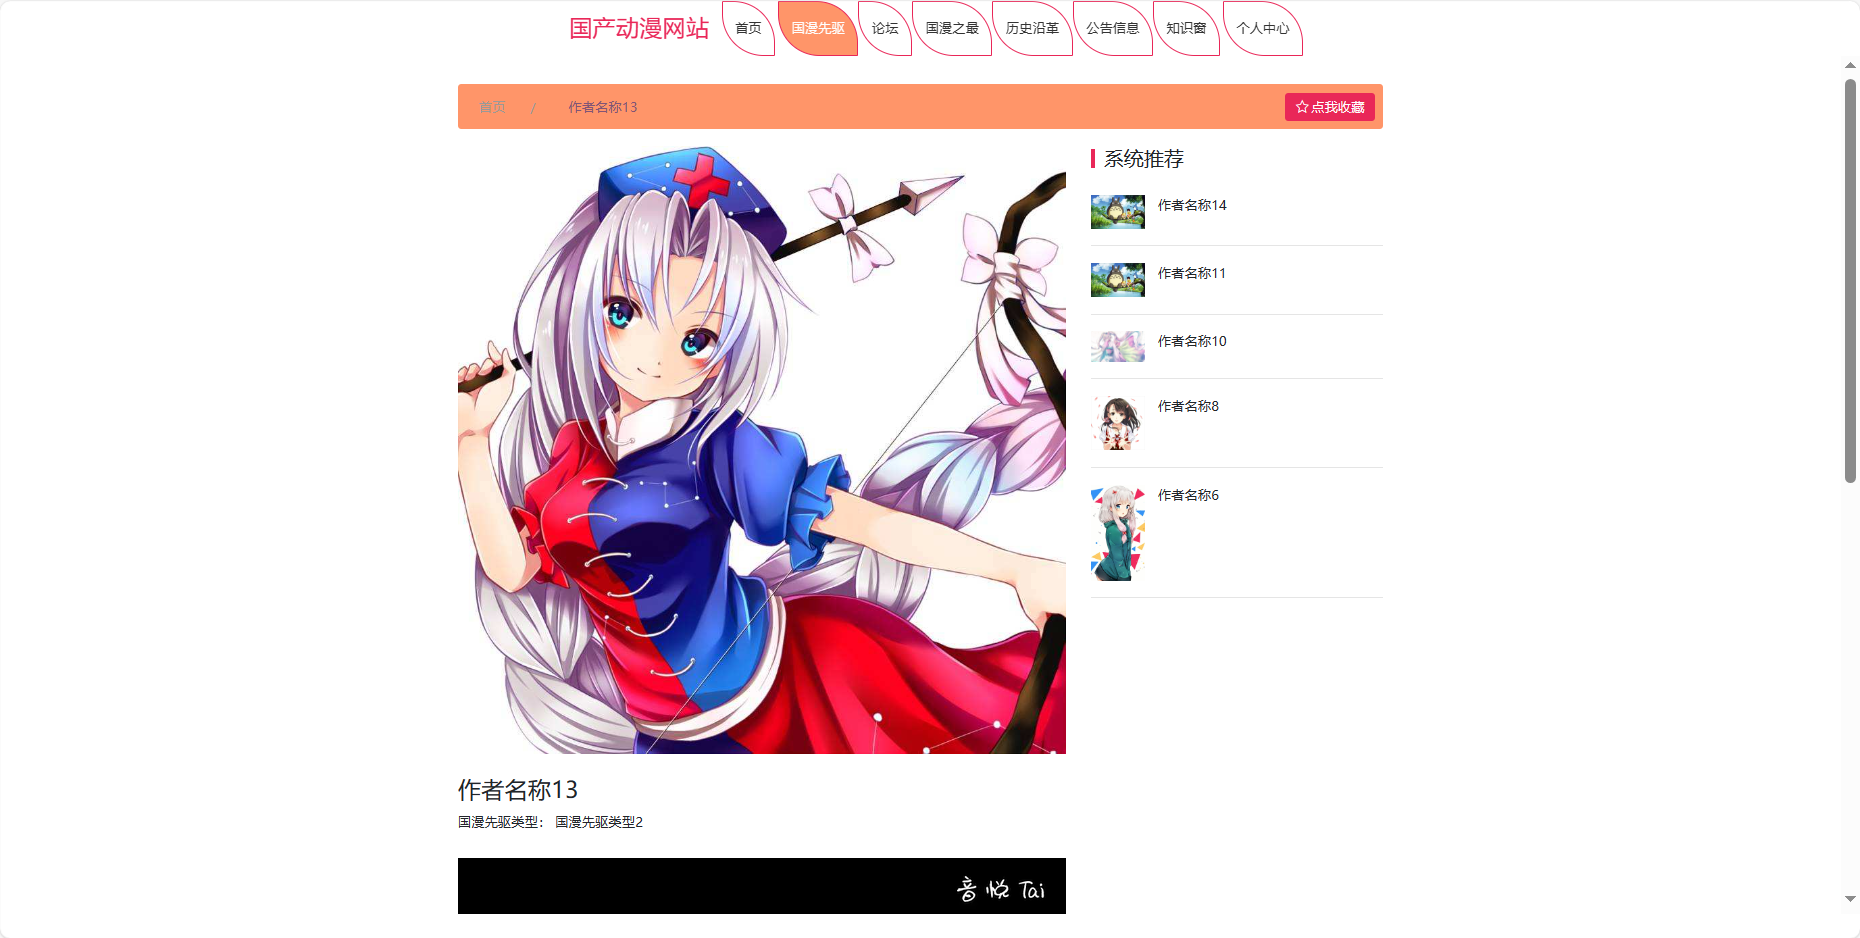 国产动漫网站 首页 国漫先驱 论坛 国漫之最 历史沿革 公告信息 知识窗 个人中心
首页 / 作者名称13 点我收藏
系统推荐
作者名称14
作者名称11
作者名称10
作者名称8
作者名称6
作者名称13
国漫先驱类型： 国漫先驱类型2
音悦Tai